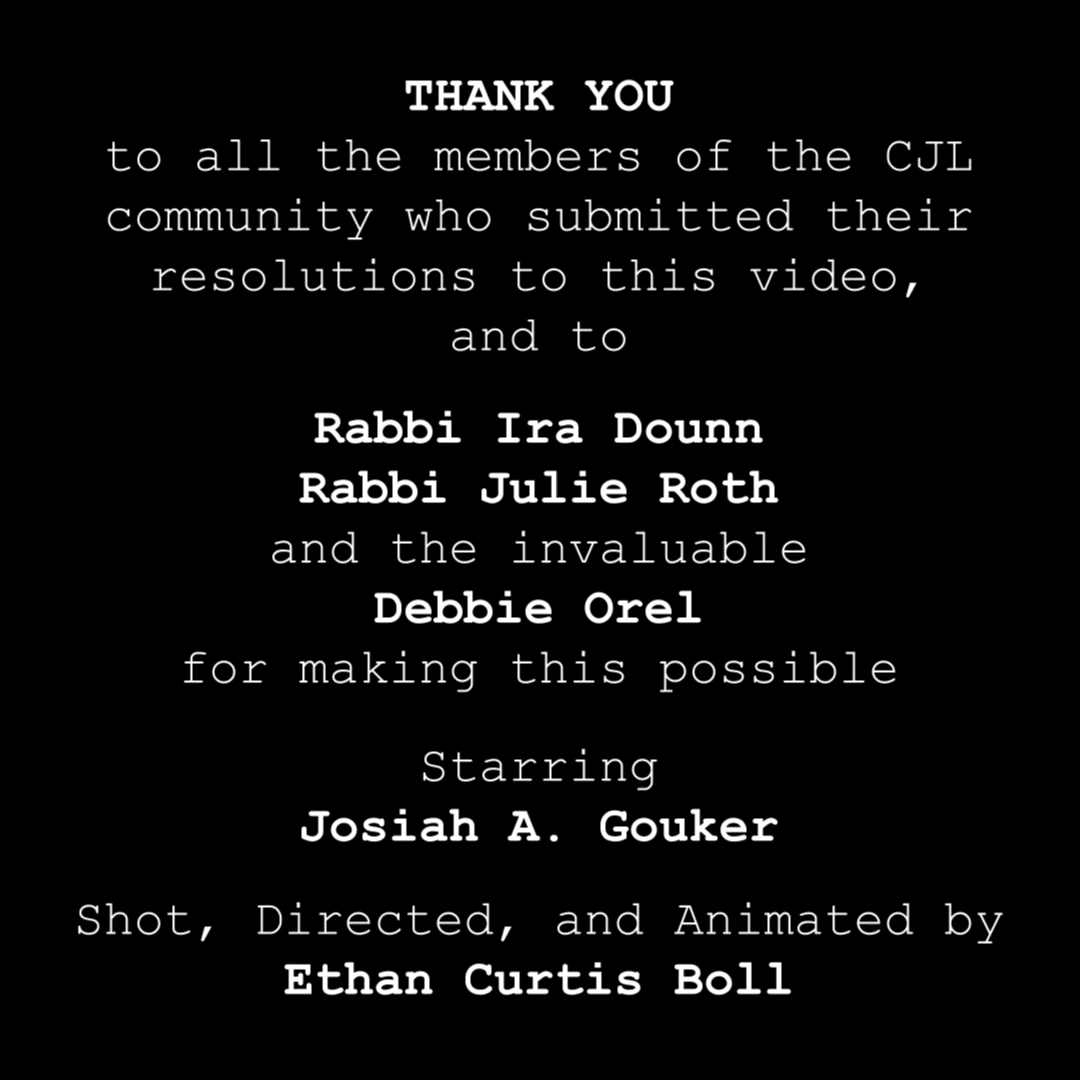 THANK YOU
to all the members of the CJL
community who submitted their
resolutions to this video,
and to
Rabbi Ira Dounn
Rabbi Julie Roth
and the invaluable
Debbie Orel
for making this possible
Starring
Josiah A. Gouker
Shot, Directed, and Animated by
Ethan Curtis Boll